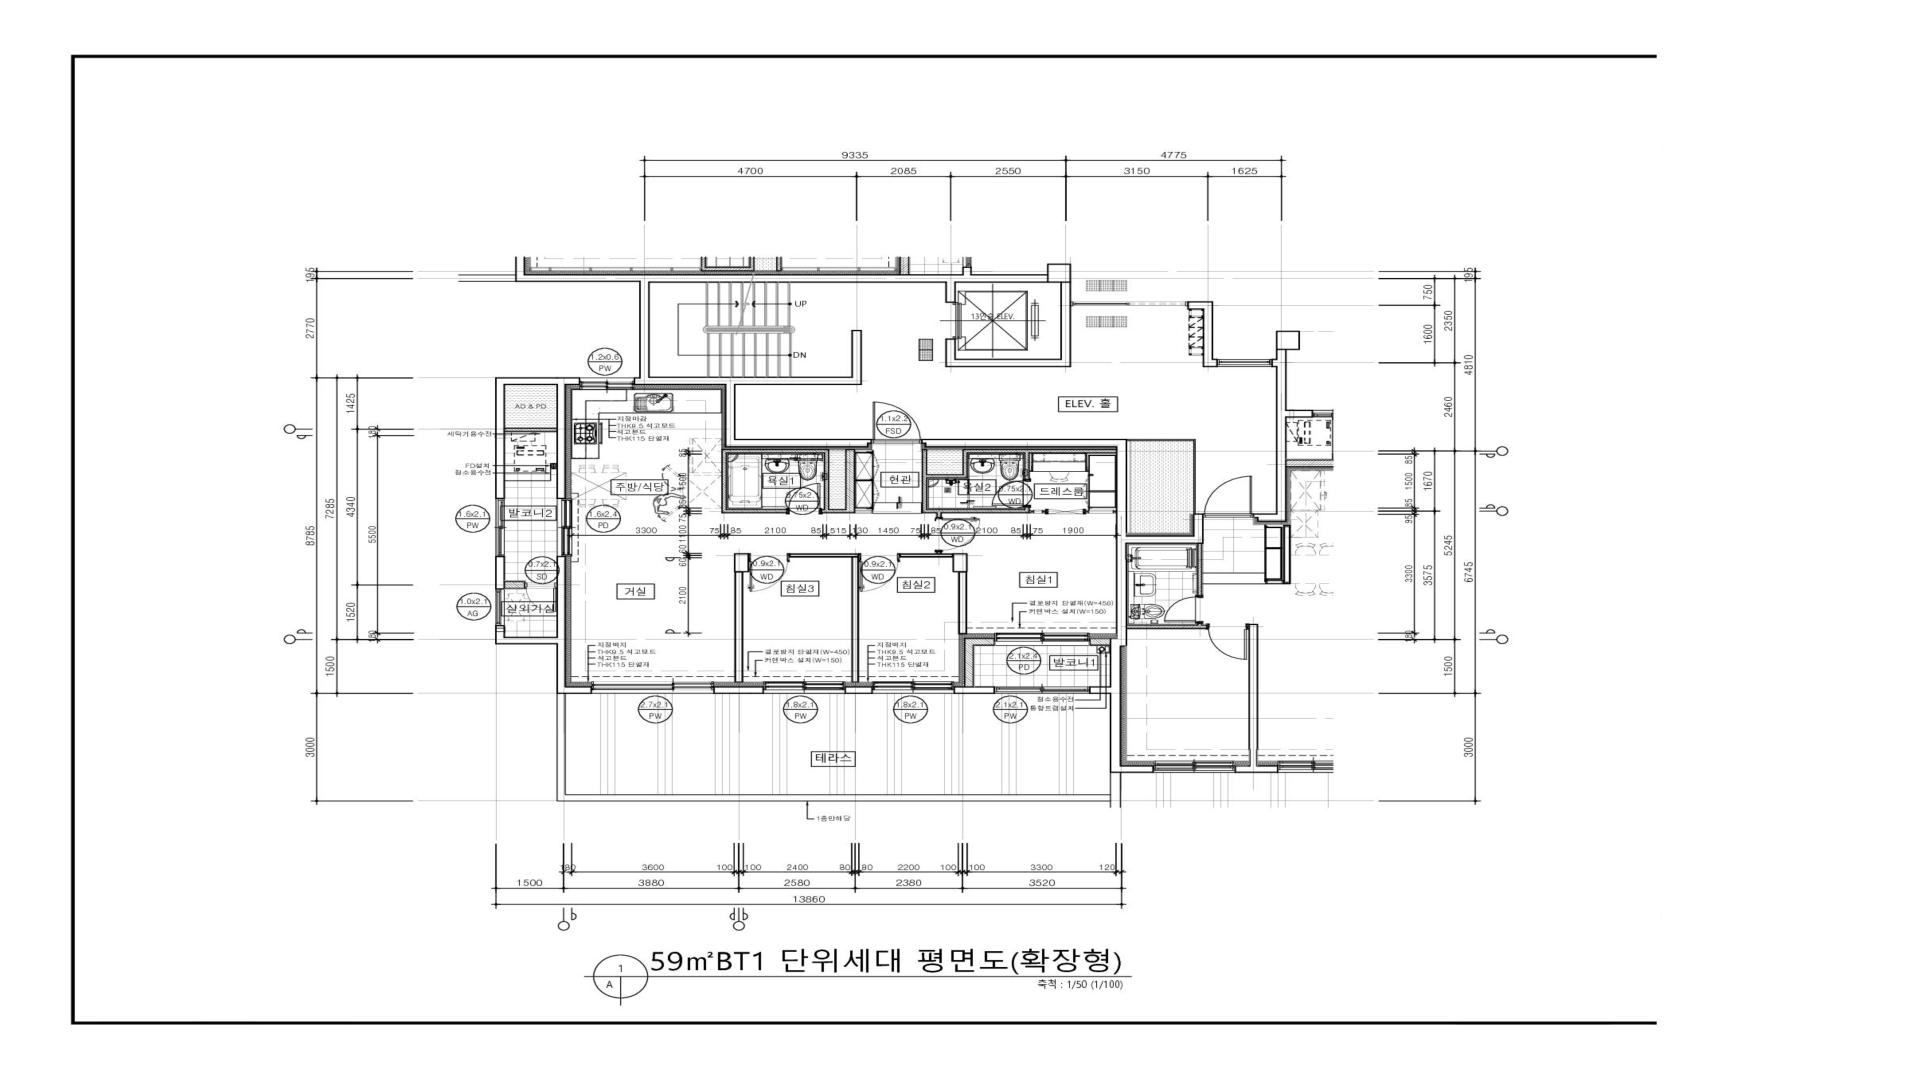 9335
4775
4700
2085
2550
3150
1625
195
2770
UP
DN
13인승 ELEV.
195
750
2350
1600
4810
2460
1.2x0.6
PW
AD & PD
ELEV. 홀
1.1x2.2
FSD
지정마감
THK9.5 석고보드
석고본드
THK115 단열재
세탁기용수전
FD설치
청소용수전
1425
180
4340
7285
8785
5500
1520
180
1500
3000
주방/식당
욕실1
현관
욕실2
드레스룸
0.75x2.
WD
0.75x2.
WD
발코니2
1.6x2.1
PW
1.6x2.4
PD
3300
75
85
2100
85
515
130
1450
75
85
2100
85
75
1900
0.9x2.1
WD
85
1500
1100
2100
0.7x2.1
SD
0.9x2.1
WD
0.9x2.1
WD
거실
침실3
침실2
침실1
1.0x2.1
AG
실외기실
결로방지 단열재(W=450)
커텐박스 설치(W=150)
지정벽지
THK9.5 석고보드
석고본드
THK115 단열재
결로방지 단열재(W=450)
커텐박스 설치(W=150)
지정벽지
THK9.5 석고보드
석고본드
THK115 단열재
2.1x2.4
PD
발코니1
청소용수전
통합드렙설치
2.7x2.1
PW
1.8x2.1
PW
1.8x2.1
PW
2.1x2.1
PW
85
1500
1670
85
95
5245
3300
3575
6745
180
1500
3000
테라스
1층만해당
180
3600
100
100
2400
80
80
2200
100
100
3300
120
1500
3880
2580
2380
3520
13860
1
A
59㎡BT1 단위세대 평면도(확장형)
축척 : 1/50 (1/100)